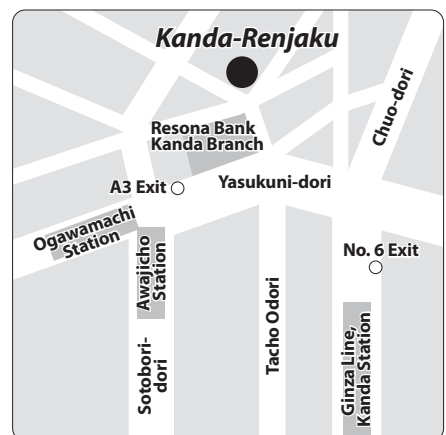 Kanda-Renjaku
Resona Bank
Kanda Branch
Chuo-dori
A3 Exit
Yasukuni-dori
Ogawamachi
Station
No. 6 Exit
Awajicho
Station
Sotobori-
dori
Tacho Odori
Ginza Line,
Kanda Station